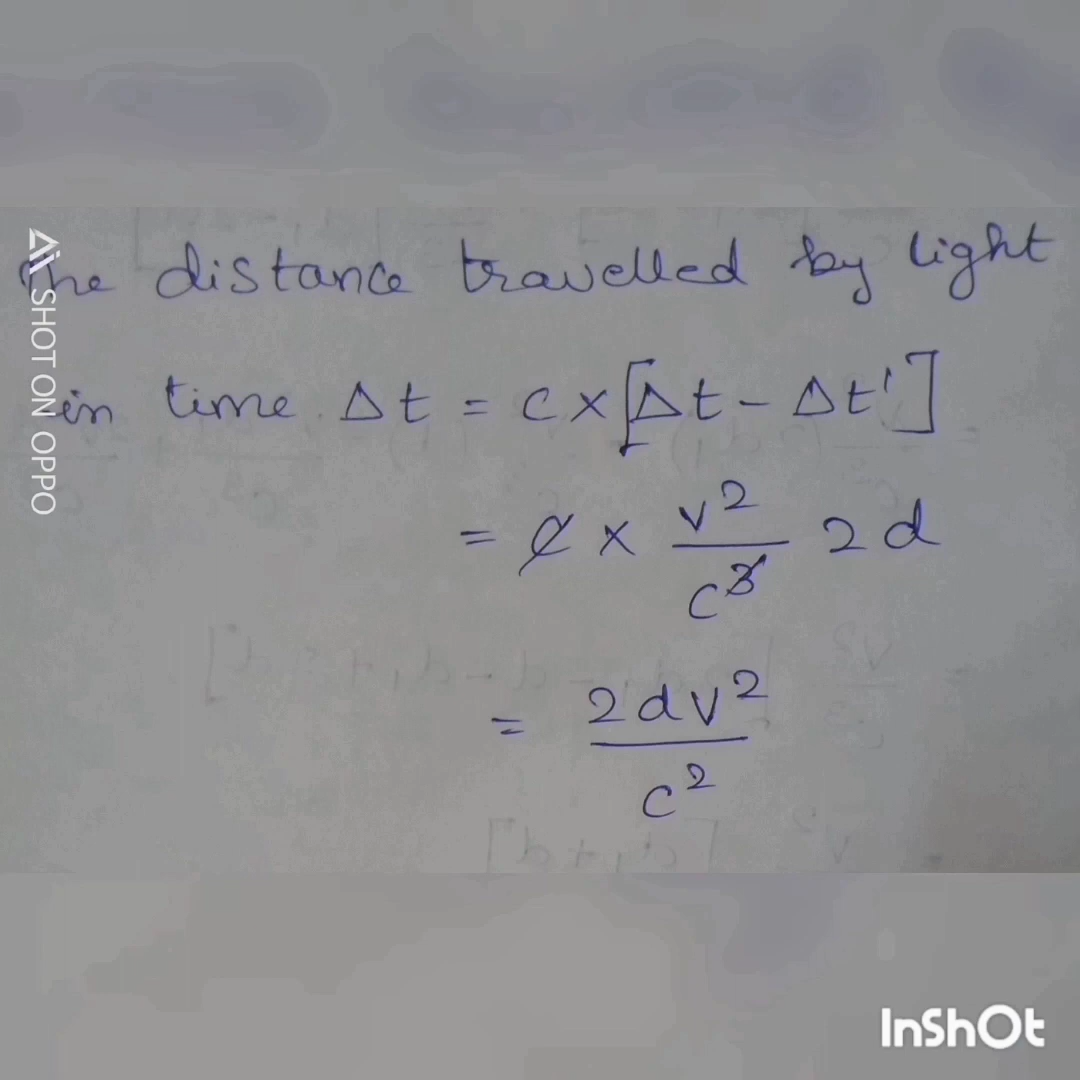 The distance travelled by light
in time Δt = c × [Δt - Δt']
= c × v²/c³ 2d
= 2dv²/c²
SHOT ON OPPO
InShOt